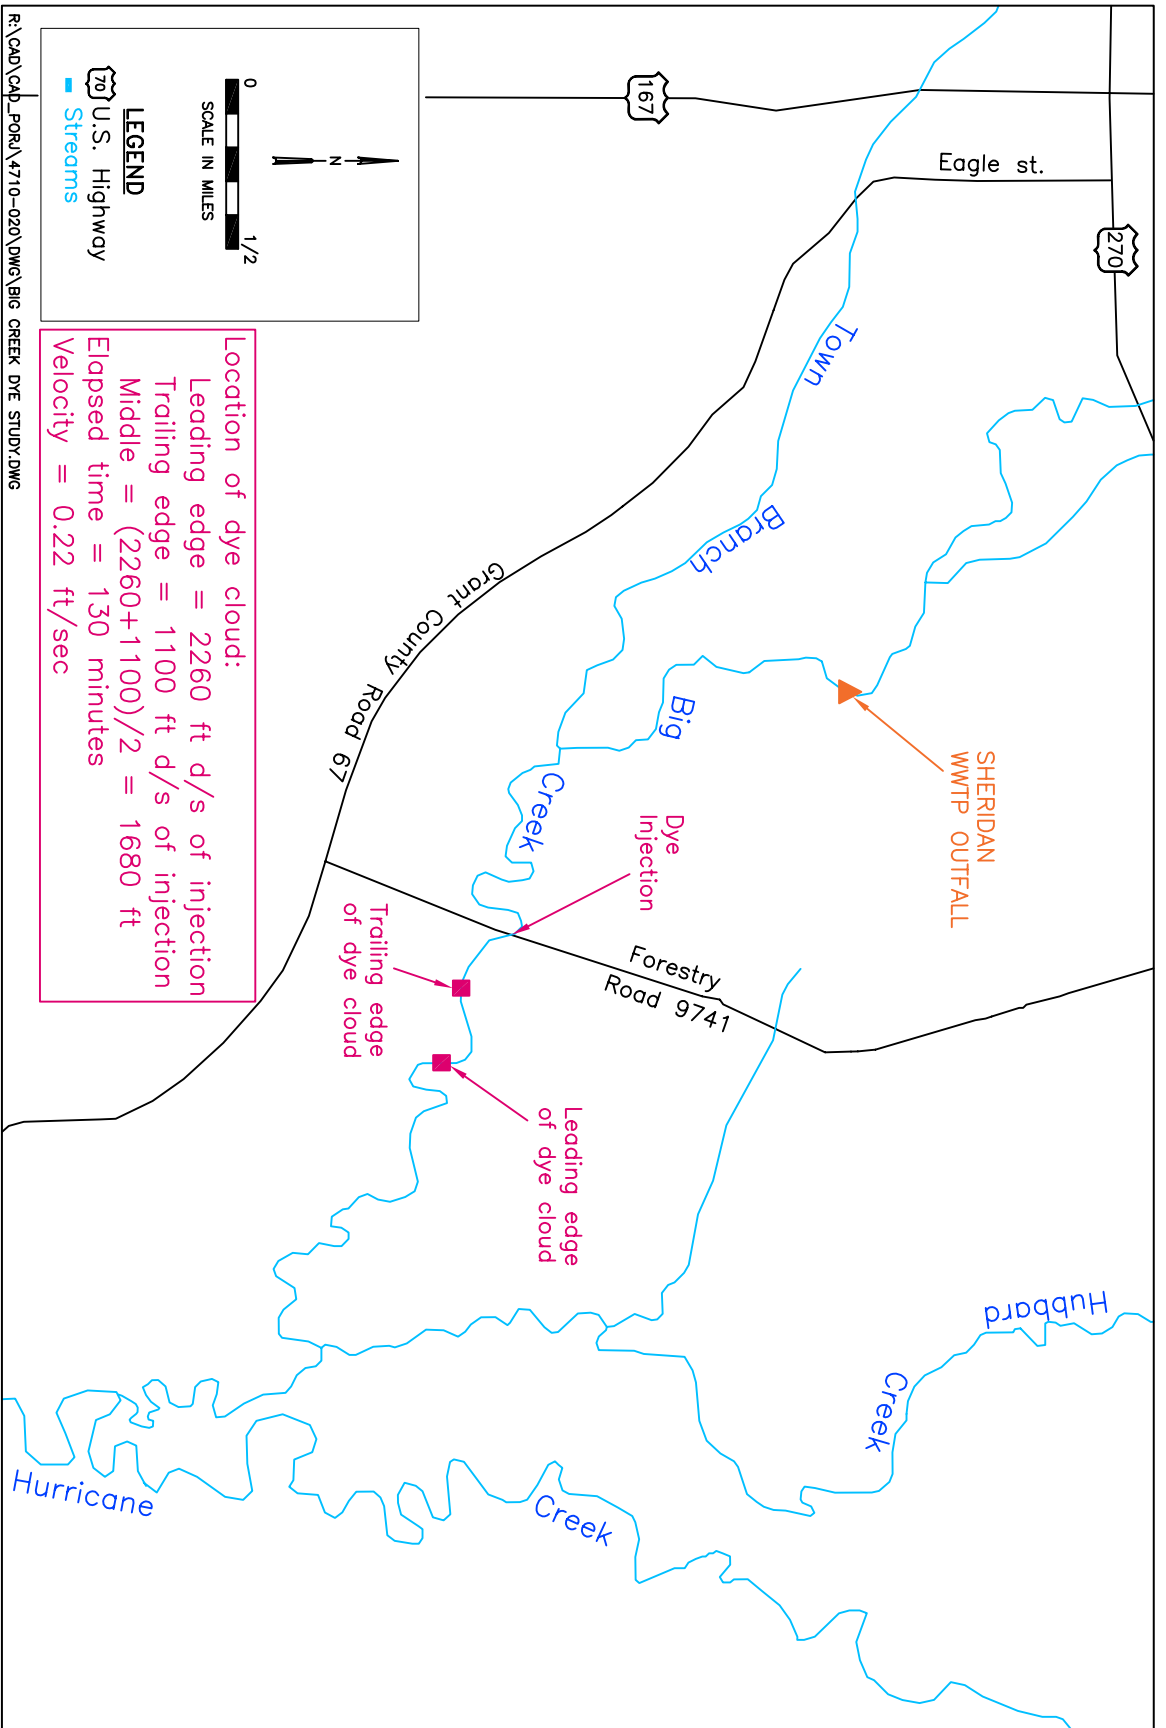 270
167
Eagle st.
Town
Branch
Big
Creek
SHERIDAN
WWTP OUTFALL
Dye
Injection
Forestry
Road 9741
Grant County Road 67
Trailing edge
of dye cloud
Leading edge
of dye cloud
Hubbard
Creek
Creek
Hurricane
N
0
1/2
SCALE IN MILES
LEGEND
70 U.S. Highway
Streams
Location of dye cloud:
Leading edge = 2260 ft d/s of injection
Trailing edge = 1100 ft d/s of injection
Middle = (2260+1100)/2 = 1680 ft
Elapsed time = 130 minutes
Velocity = 0.22 ft/sec
R:\CAD\CAD_PORJ\4710-020\DWG\BIG CREEK DYE STUDY.DWG